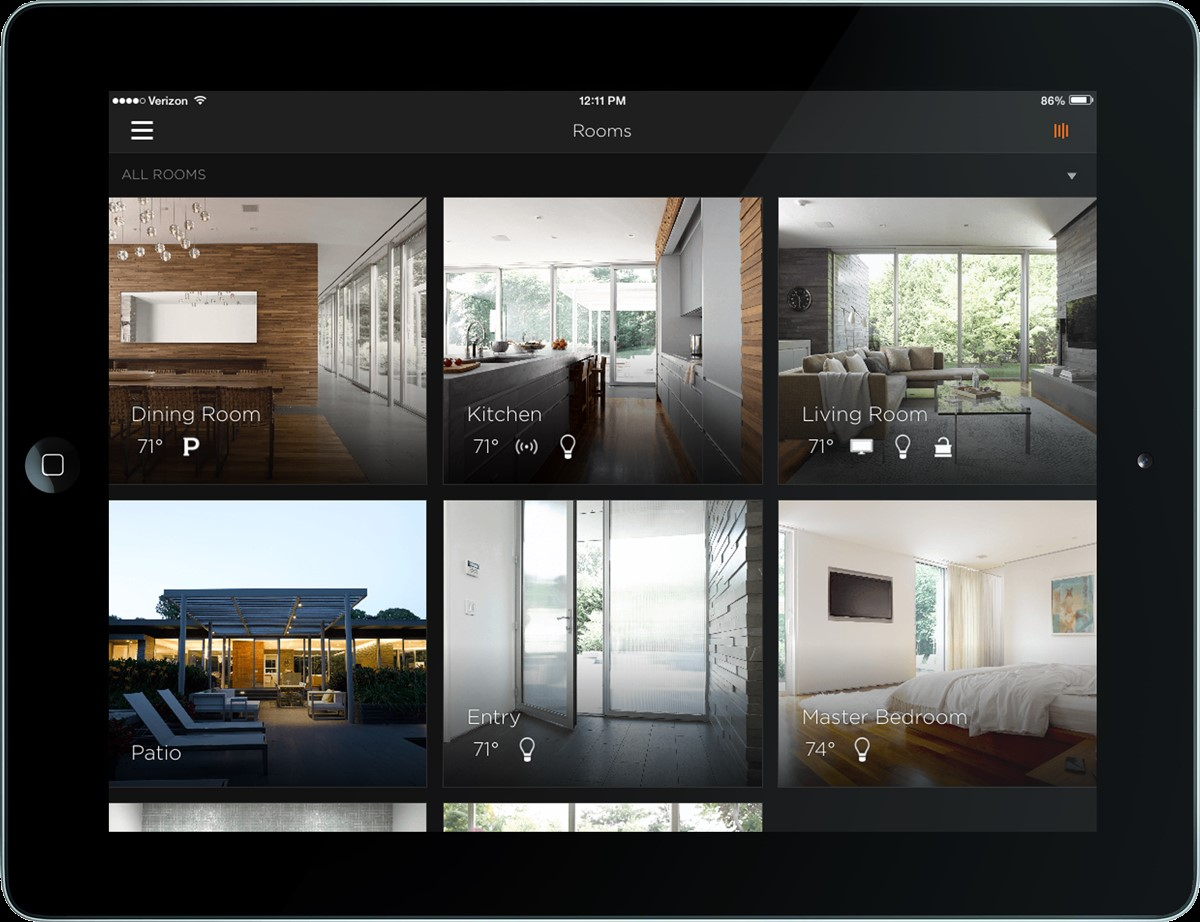 Verizon
12:11 PM
86%
Rooms
ALL ROOMS
Dining Room
71° P
Kitchen
71°
Living Room
71°
Patio
Entry
71°
Master Bedroom
74°